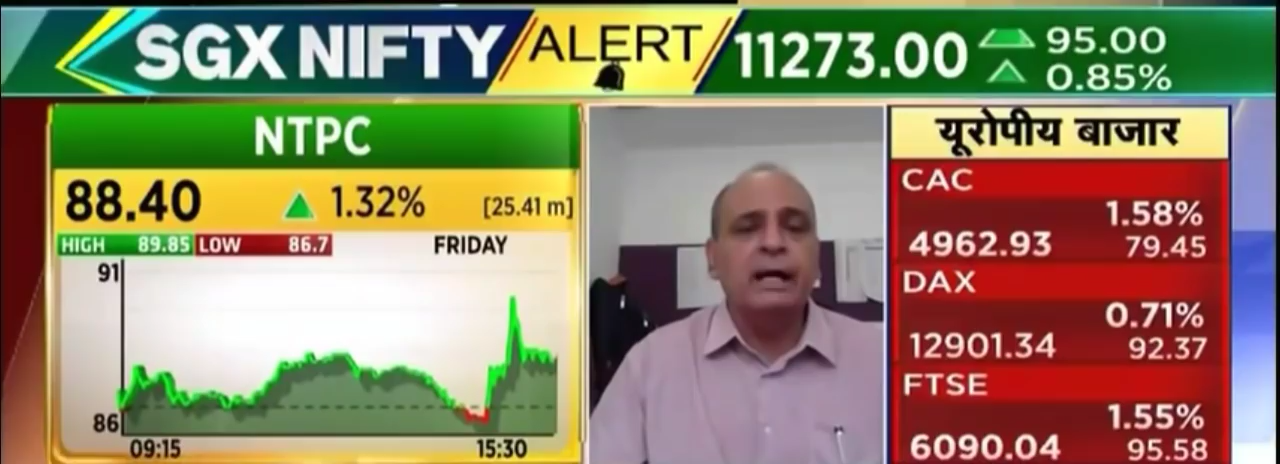 SGX NIFTY ALERT 11273.00 95.00
0.85%
NTPC
88.40 1.32% [25.41 m]
HIGH 89.85 LOW 86.7 FRIDAY
91
86
09:15 15:30
यूरोपीय बाजार
CAC
1.58%
4962.93 79.45
DAX
0.71%
12901.34 92.37
FTSE
1.55%
6090.04 95.58